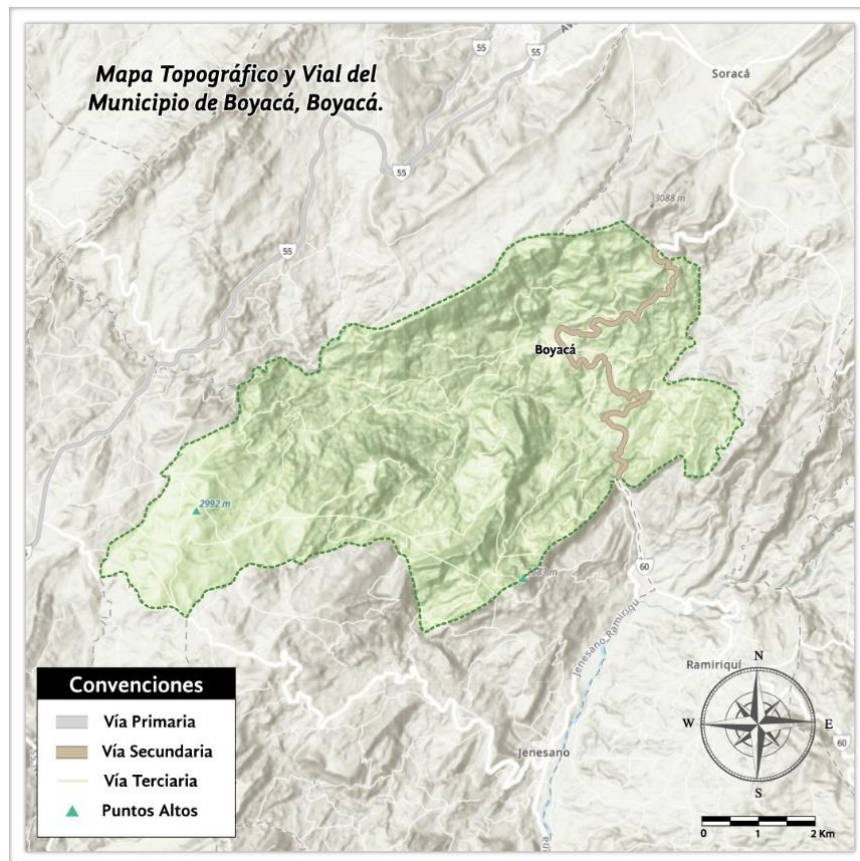 Mapa Topográfico y Vial del
Municipio de Boyacá, Boyacá.
55
55
Soracá
55
3088 m
55
Boyacá
2992 m
60
Jenesano Ramiriqu
Ramiriquí
Jenesano
60
N
W
E
S
Convenciones
Vía Primaria
Vía Secundaria
Vía Terciaria
Puntos Altos
0 1 2 Km